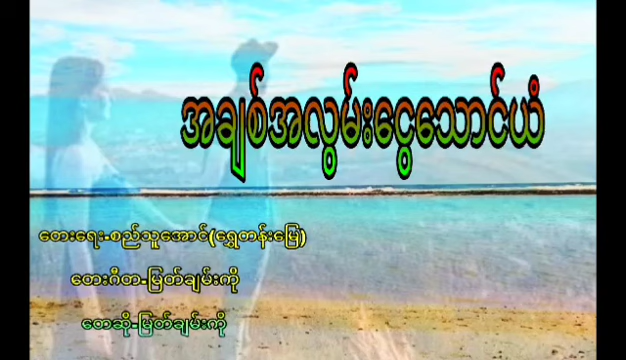 အချစ်အလွမ်းငွေသောင်ယံ
တေးရေး-စည်သူအောင်(ရွှေတန်းမြေ)
တေးဂီတ-မြတ်ချမ်းကို
တေဆို-မြတ်ချမ်းကို